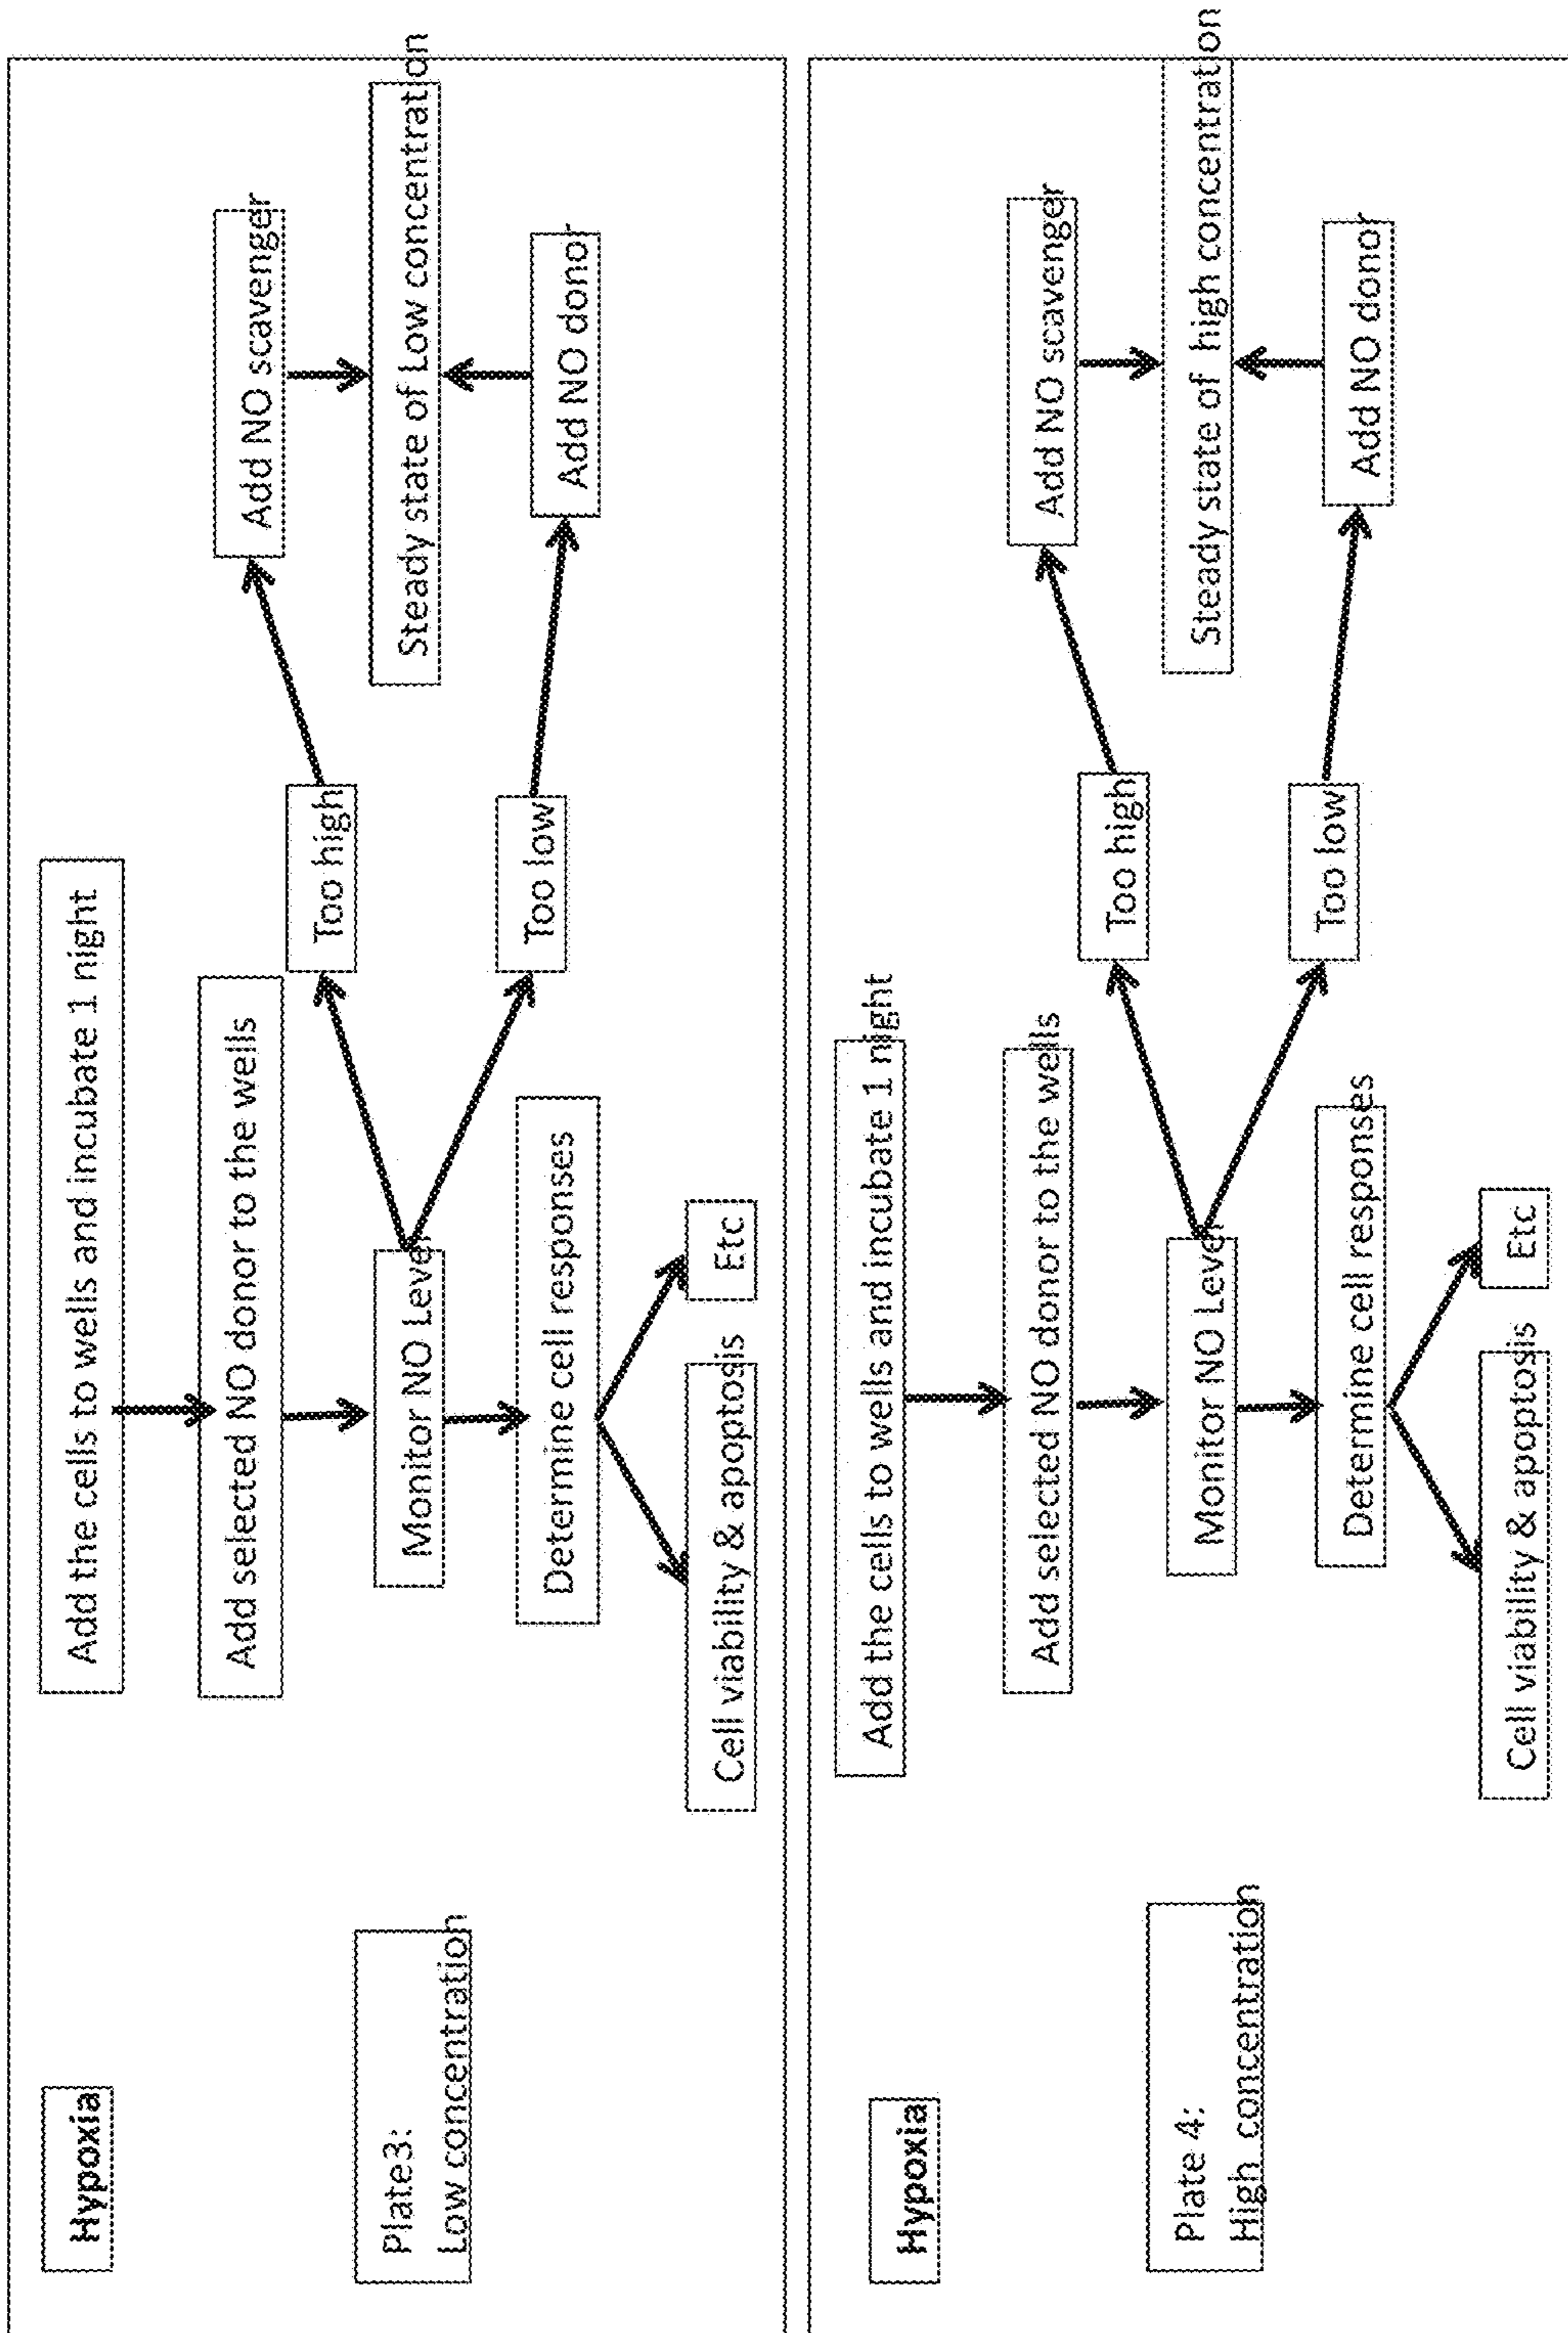 Hypoxia
Add the cells to wells and incubate 1 night
Add selected NO donor to the wells
Plate3:
Low concentration
Monitor NO Level
Too high
Too low
Add NO scavenger
Steady state of Low concentration
Add NO donor
Determine cell responses
Cell viability & apoptosis
Etc
Hypoxia
Add the cells to wells and incubate 1 night
Add selected NO donor to the wells
Plate 4:
High concentration
Monitor NO Level
Too high
Too low
Add NO scavenger
Steady state of high concentration
Add NO donor
Determine cell responses
Cell viability & apoptosis
Etc